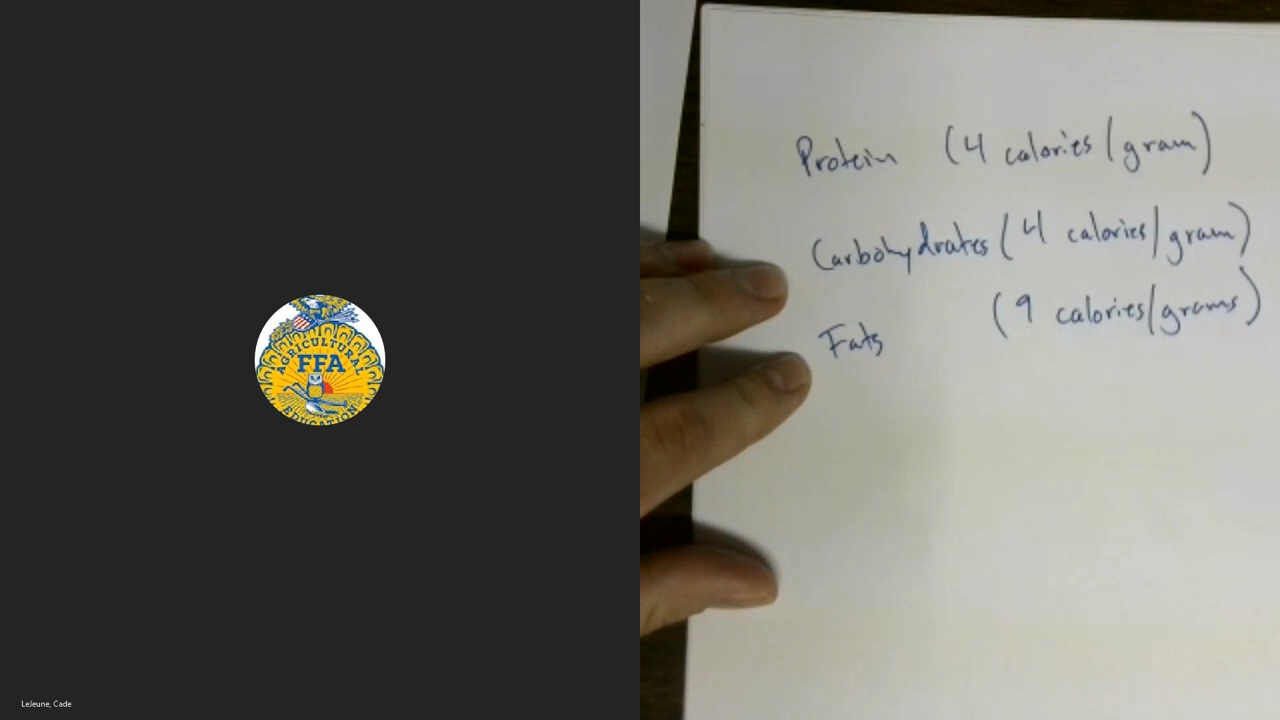 AGRICULTURAL
FFA
EDUCATION
LeJeune, Cade
Protein (4 calories/gram)
Carbohydrates (4 calories/gram)
(9 calories/grams)
Fats